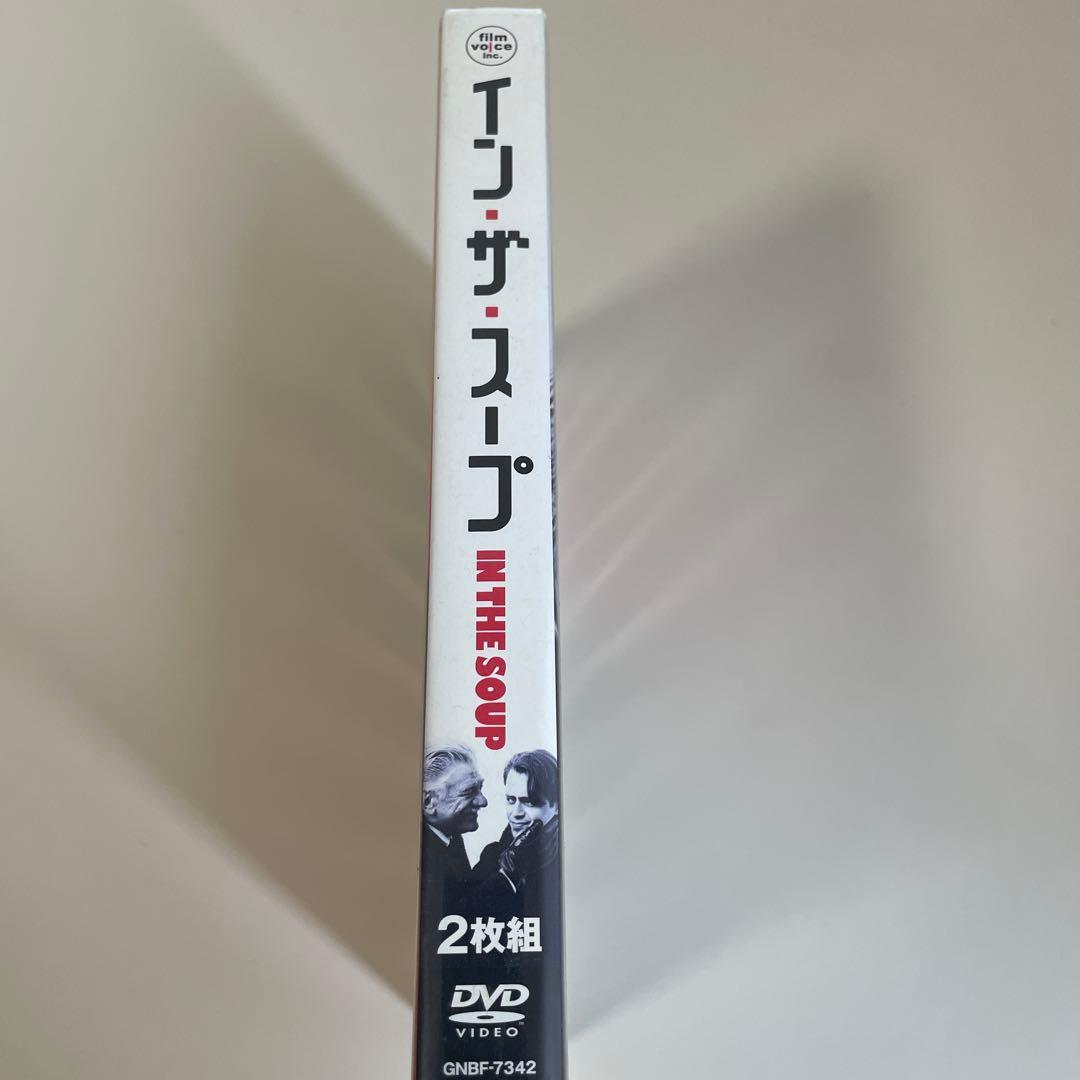 film
voice
inc.
イン・ザ・スープ
IN THE SOUP
2枚組
DVD
VIDEO
GNBF-7342